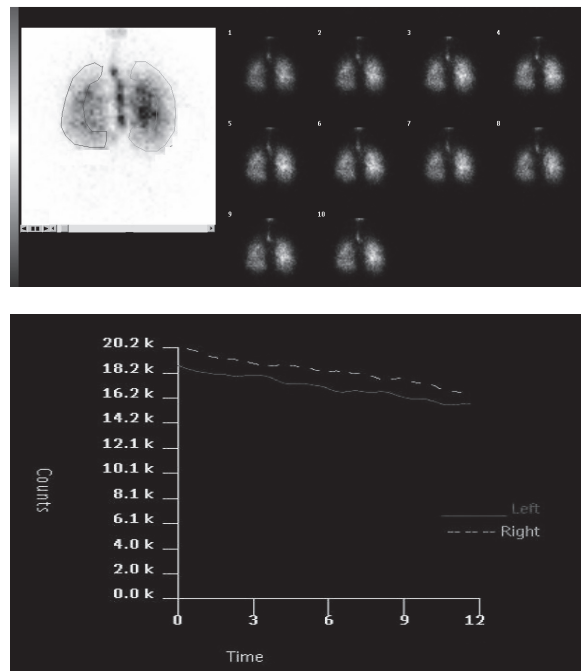 1 2 3 4
5 6 7 8
9 10
20.2 k
18.2 k
16.2 k
14.2 k
12.1 k
10.1 k
8.1 k
6.1 k
4.0 k
2.0 k
0.0 k
Counts
Left
Right
0 3 6 9 12
Time